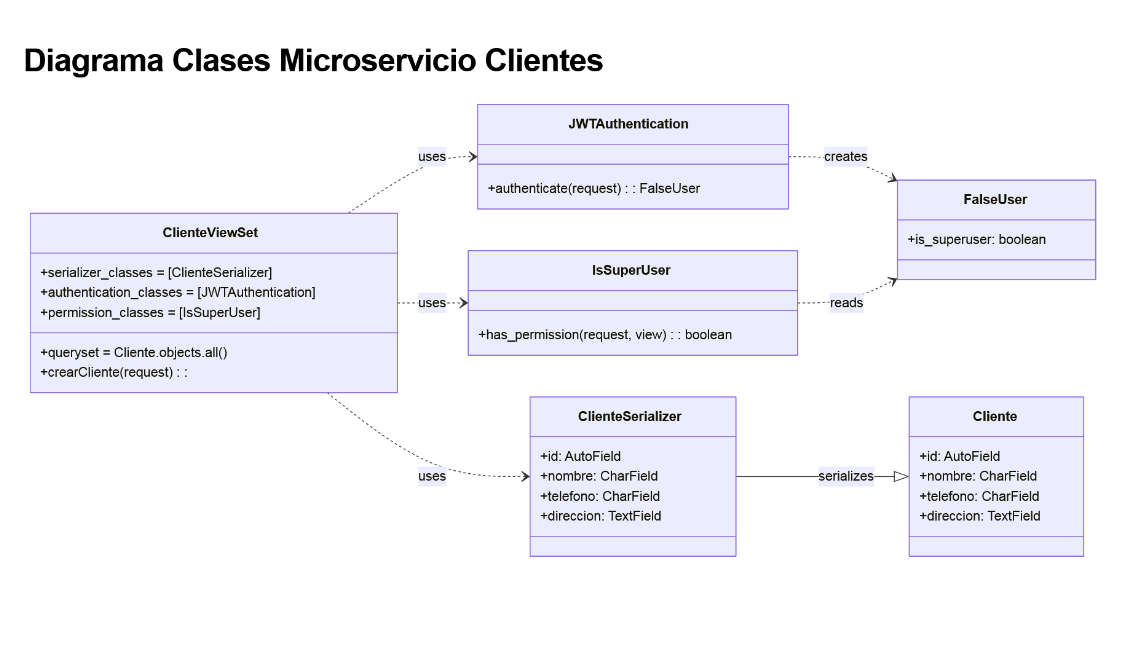 Diagrama Clases Microservicio Clientes
ClienteViewSet
+serializer_classes = [ClienteSerializer]
+authentication_classes = [JWTAuthentication]
+permission_classes = [IsSuperUser]
+queryset = Cliente.objects.all()
+crearCliente(request) : :
uses
uses
uses
JWTAuthentication
+authenticate(request) : : FalseUser
creates
IsSuperUser
+has_permission(request, view) : : boolean
reads
FalseUser
+is_superuser: boolean
ClienteSerializer
+id: AutoField
+nombre: CharField
+telefono: CharField
+direccion: TextField
serializes
Cliente
+id: AutoField
+nombre: CharField
+telefono: CharField
+direccion: TextField